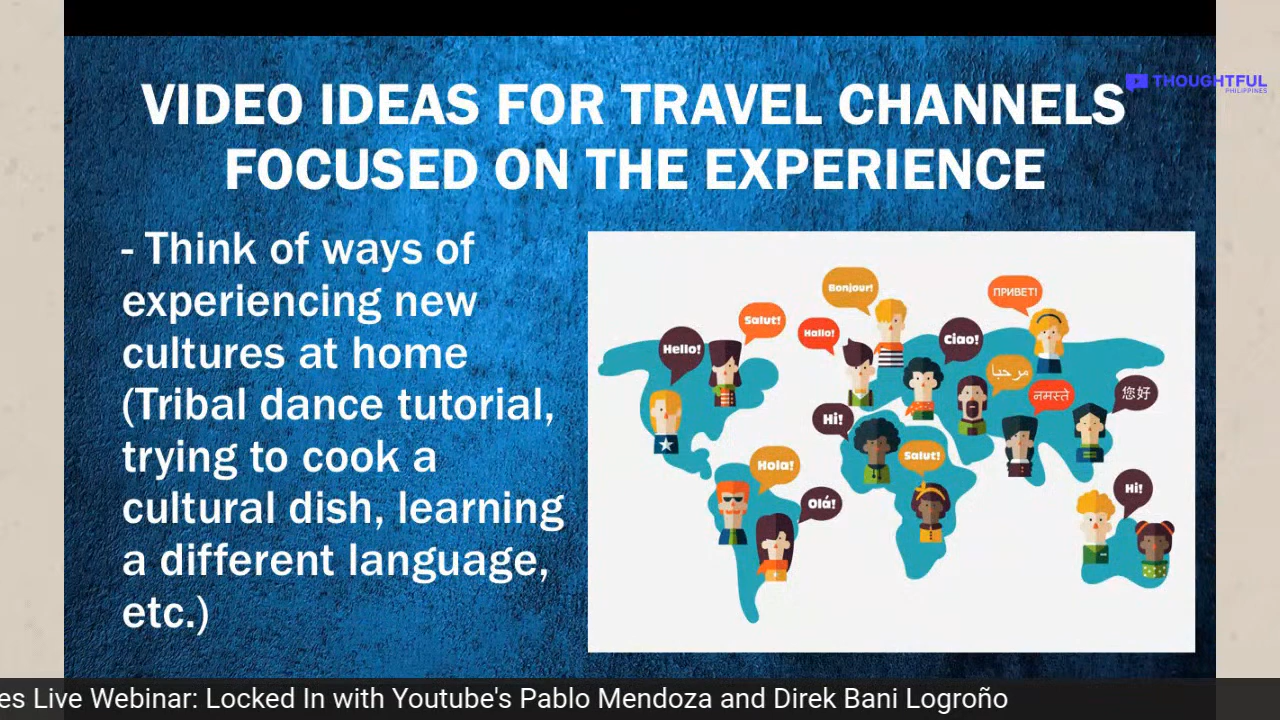 VIDEO IDEAS FOR TRAVEL CHANNELS
FOCUSED ON THE EXPERIENCE
THOUGHTFUL
PHILIPPINES
- Think of ways of
experiencing new
cultures at home
(Tribal dance tutorial,
trying to cook a
cultural dish, learning
a different language,
etc.)
Bonjour!
ПРИВЕТ!
Salut!
Hallo!
Hello!
Ciao!
مرحبا
नमस्ते
您好
Hi!
Salut!
Hola!
Hi!
Olá!
es Live Webinar: Locked In with Youtube's Pablo Mendoza and Direk Bani Logroño